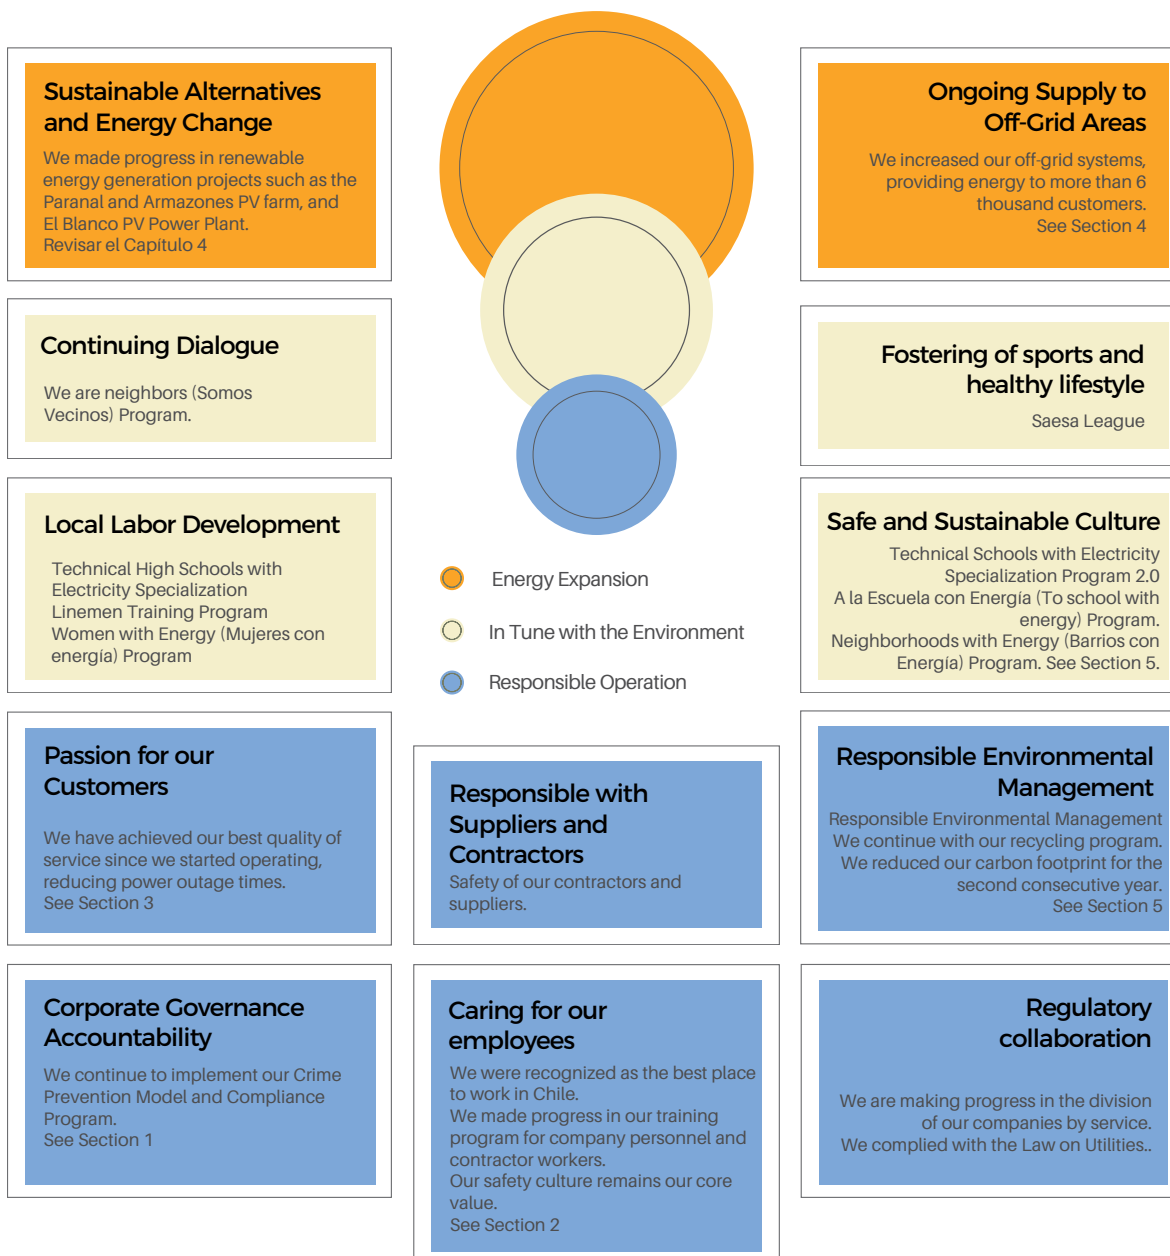 Sustainable Alternatives
and Energy Change
We made progress in renewable
energy generation projects such as the
Paranal and Armazones PV farm, and
El Blanco PV Power Plant.
Revisar el Capítulo 4
Ongoing Supply to
Off-Grid Areas
We increased our off-grid systems,
providing energy to more than 6
thousand customers.
See Section 4
Continuing Dialogue
We are neighbors (Somos
Vecinos) Program.
Fostering of sports and
healthy lifestyle
Saesa League
Local Labor Development
Technical High Schools with
Electricity Specialization
Linemen Training Program
Women with Energy (Mujeres con
energía) Program
Energy Expansion
In Tune with the Environment
Responsible Operation
Safe and Sustainable Culture
Technical Schools with Electricity
Specialization Program 2.0
A la Escuela con Energía (To school with
energy) Program.
Neighborhoods with Energy (Barrios con
Energía) Program. See Section 5.
Passion for our
Customers
We have achieved our best quality of
service since we started operating,
reducing power outage times.
See Section 3
Responsible with
Suppliers and
Contractors
Safety of our contractors and
suppliers.
Responsible Environmental
Management
Responsible Environmental Management
We continue with our recycling program.
We reduced our carbon footprint for the
second consecutive year.
See Section 5
Corporate Governance
Accountability
We continue to implement our Crime
Prevention Model and Compliance
Program.
See Section 1
Caring for our
employees
We were recognized as the best place
to work in Chile.
We made progress in our training
program for company personnel and
contractor workers.
Our safety culture remains our core
value.
See Section 2
Regulatory
collaboration
We are making progress in the division
of our companies by service.
We complied with the Law on Utilities..